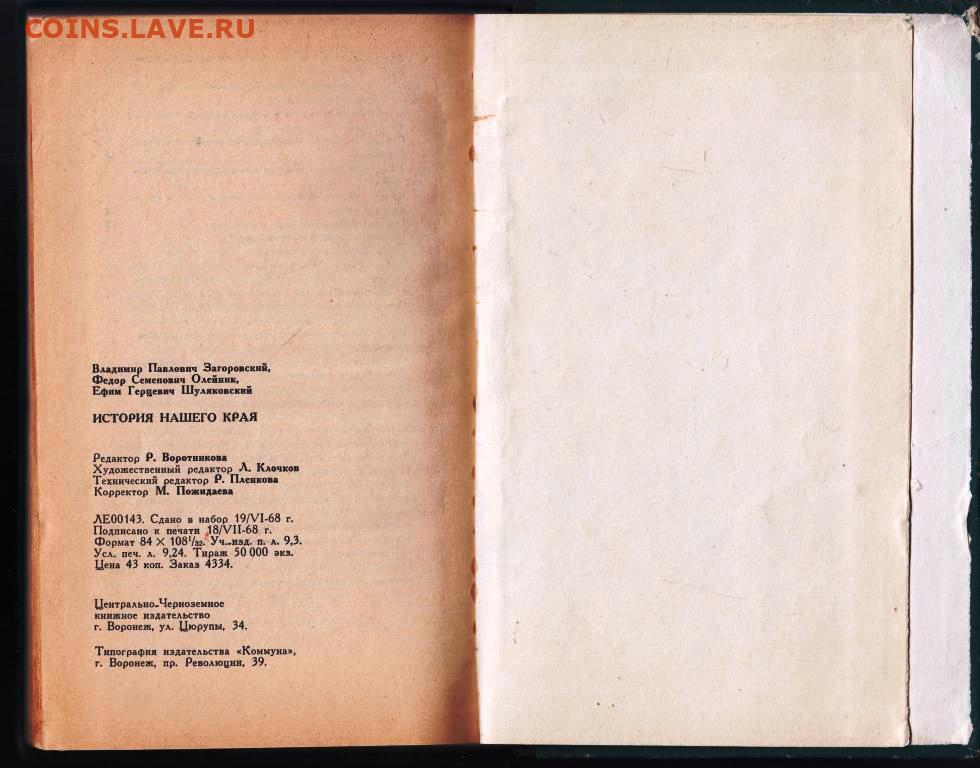 COINS.LAVE.RU
Владимир Павлович Загоровский,
Федор Семенович Олейник,
Ефим Герцевич Шуляковский
ИСТОРИЯ НАШЕГО КРАЯ
Редактор Р. Воротникова
Художественный редактор Л. Клочков
Технический редактор Р. Пленкова
Корректор М. Пожидаева
ЛЕ00143. Сдано в набор 19/VI-68 г.
Подписано к печати 18/VII-68 г.
Формат 84 × 108¹/₃₂. Уч.-изд. п. л. 9,3.
Усл. печ. л. 9,24. Тираж 50 000 экз.
Цена 43 коп. Заказ 4334.
Центрально-Черноземное
книжное издательство
г. Воронеж, ул. Цюрупы, 34.
Типография издательства «Коммуна»,
г. Воронеж, пр. Революции, 39.